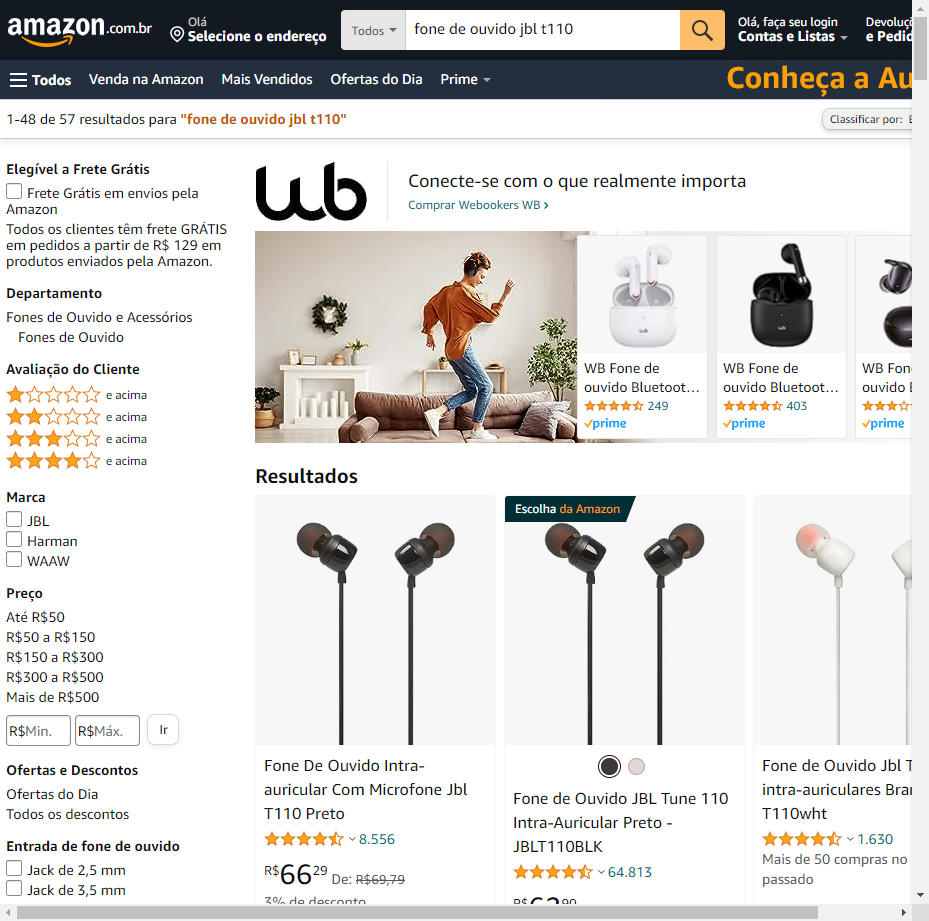 amazon.com.br
Olá
Selecione o endereço
Todos
fone de ouvido jbl t110
Olá, faça seu login
Contas e Listas
Devoluç
e Pedid
Todos
Venda na Amazon
Mais Vendidos
Ofertas do Dia
Prime
Conheça a Au
1-48 de 57 resultados para "fone de ouvido jbl t110"
Classificar por:
Elegível a Frete Grátis
Frete Grátis em envios pela
Amazon
Todos os clientes têm frete GRÁTIS
em pedidos a partir de R$ 129 em
produtos enviados pela Amazon.
Departamento
Fones de Ouvido e Acessórios
Fones de Ouvido
Avaliação do Cliente
e acima
e acima
e acima
e acima
Marca
JBL
Harman
WAAW
Preço
Até R$50
R$50 a R$150
R$150 a R$300
R$300 a R$500
Mais de R$500
R$Min.
R$Máx.
Ir
Ofertas e Descontos
Ofertas do Dia
Todos os descontos
Entrada de fone de ouvido
Jack de 2,5 mm
Jack de 3,5 mm
wb
Conecte-se com o que realmente importa
Comprar Webookers WB
WB Fone de
ouvido Bluetoot…
249
prime
WB Fone de
ouvido Bluetoot…
403
prime
WB Fon
ouvido B
prime
Resultados
Fone De Ouvido Intra-
auricular Com Microfone Jbl
T110 Preto
8.556
R$66,29 De: R$69,79
3% de desconto
Escolha da Amazon
Fone de Ouvido JBL Tune 110
Intra-Auricular Preto -
JBLT110BLK
64.813
R$62,90
Fone de Ouvido Jbl T
intra-auriculares Bran
T110wht
1.630
Mais de 50 compras no
passado